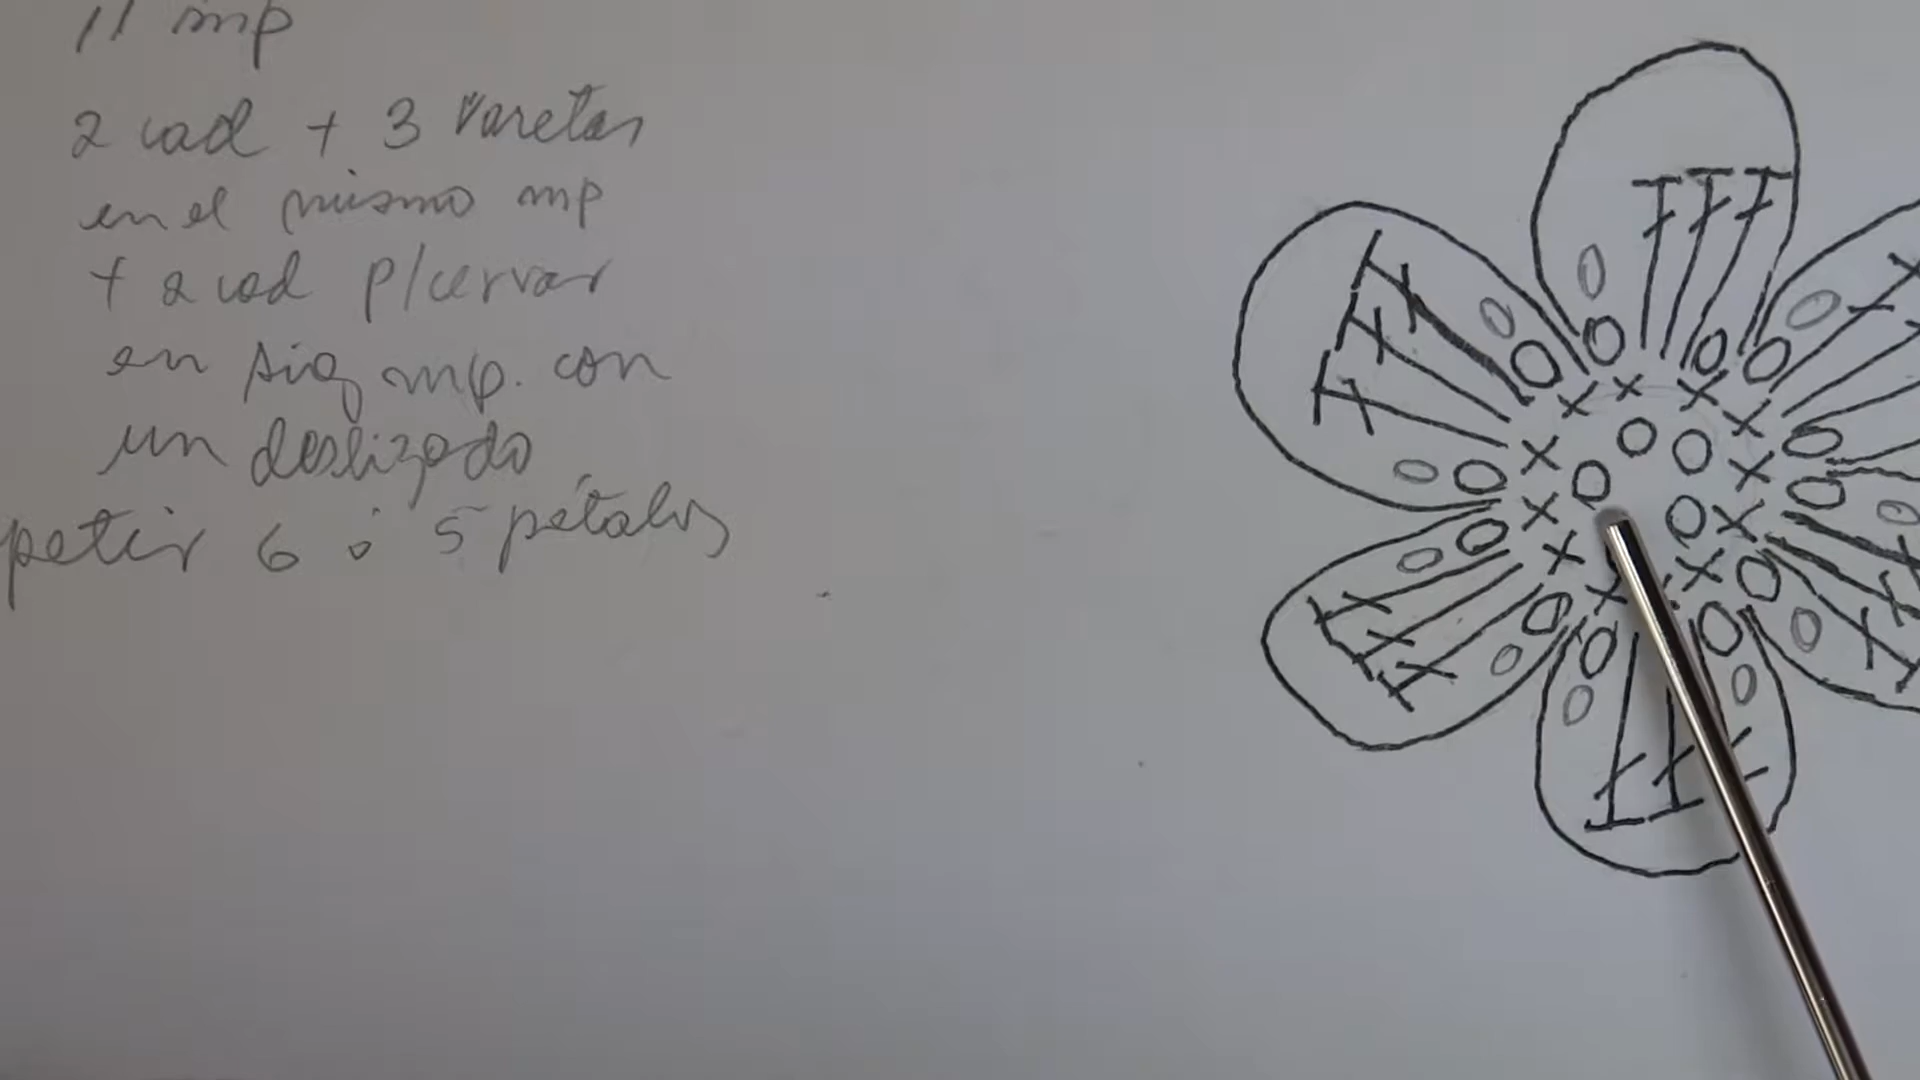 11 mp
2 cad + 3 varetas
en el mismo mp
+ 2 cad p/cerrar
en sig mp. con
un deslizado
petir 6 ó 5 pétalos